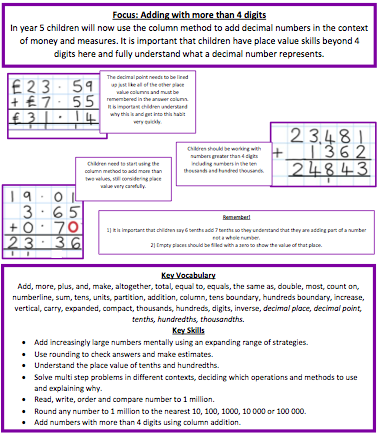 Focus: Adding with more than 4 digits
In year 5 children will now use the column method to add decimal numbers in the context
of money and measures. It is important that children have place value skills beyond 4
digits here and fully understand what a decimal number represents.
£23.59
+ £7.55
£31.14
1 1 1
The decimal point needs to be lined
up just like all of the other place
value columns and must be
remembered in the answer column.
It is important children understand
why this is and get into this habit
very quickly.
Children should be working with
numbers greater than 4 digits
including numbers in the ten
thousands and hundred thousands.
23,481
+ 1362
24843
1
Children need to start using the
column method to add more than
two values, still considering place
value very carefully.
19.01
3.65
+0.70
23.36
1 1
Remember!
1) It is important that children say 6 tenths add 7 tenths so they understand that they are adding part of a number
not a whole number.
2) Empty places should be filled with a zero to show the value of that place.
Key Vocabulary
Add, more, plus, and, make, altogether, total, equal to, equals, the same as, double, most, count on,
numberline, sum, tens, units, partition, addition, column, tens boundary, hundreds boundary, increase,
vertical, carry, expanded, compact, thousands, hundreds, digits, inverse, decimal place, decimal point,
tenths, hundredths, thousandths.
Key Skills
• Add increasingly large numbers mentally using an expanding range of strategies.
• Use rounding to check answers and make estimates.
• Understand the place value of tenths and hundredths.
• Solve multi step problems in different contexts, deciding which operations and methods to use
and explaining why.
• Read, write, order and compare number to 1 million.
• Round any number to 1 million to the nearest 10, 100, 1000, 10 000 or 100 000.
• Add numbers with more than 4 digits using column addition.